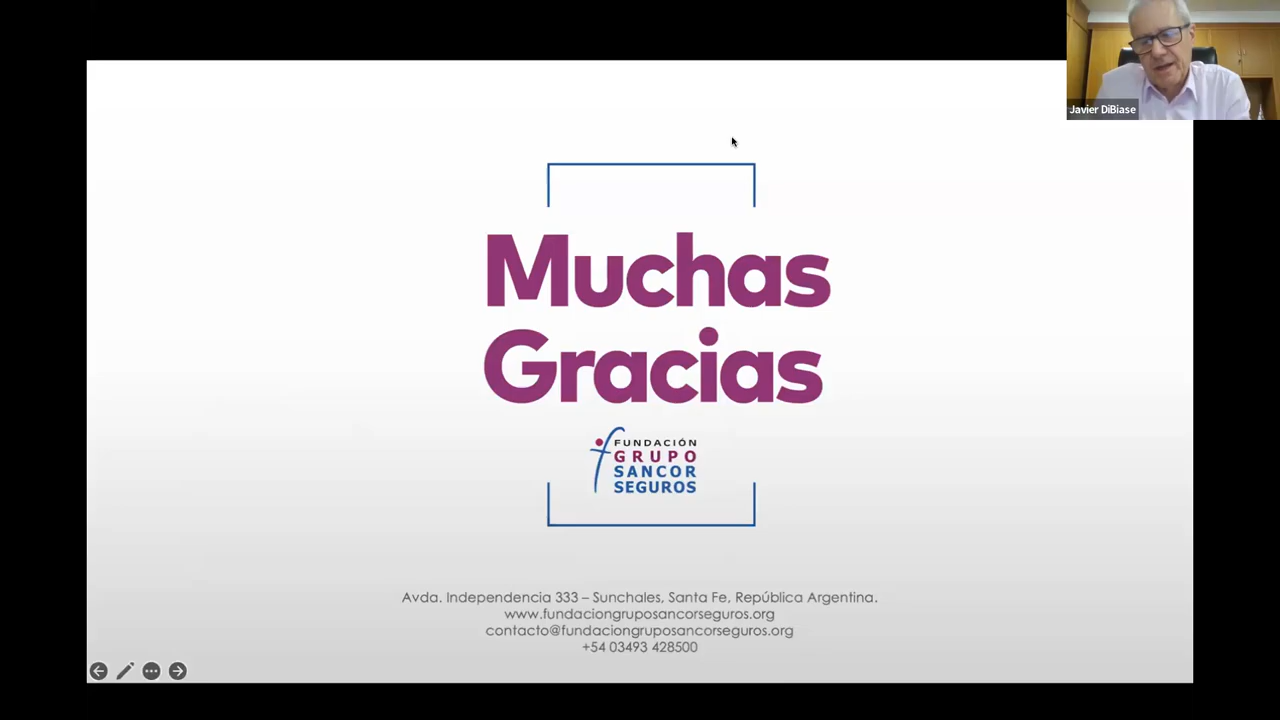 Javier DiBiase
Muchas
Gracias
FUNDACIÓN
GRUPO
SANCOR
SEGUROS
Avda. Independencia 333 – Sunchales, Santa Fe, República Argentina.
www.fundaciongruposancorseguros.org
contacto@fundaciongruposancorseguros.org
+54 03493 428500